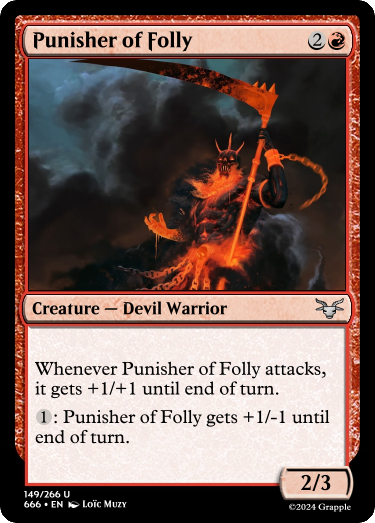 Punisher of Folly 2
Creature — Devil Warrior
Whenever Punisher of Folly attacks,
it gets +1/+1 until end of turn.
1: Punisher of Folly gets +1/-1 until
end of turn.
2/3
149/266 U
666 • EN Loïc Muzy
©2024 Grapple